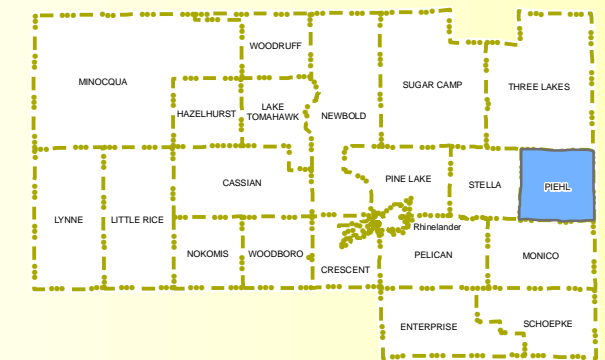 WOODRUFF
MINOCQUA
SUGAR CAMP
THREE LAKES
HAZELHURST
LAKE
TOMAHAWK
NEWBOLD
CASSIAN
PINE LAKE
STELLA
PIEHL
LYNNE
LITTLE RICE
Rhinelander
NOKOMIS
WOODBORO
CRESCENT
PELICAN
MONICO
ENTERPRISE
SCHOEPKE